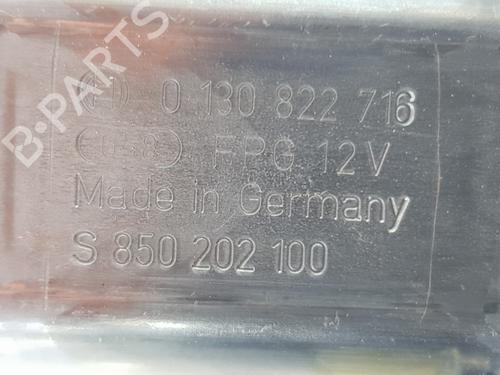 0 130 822 716
FPG 12V
Made in Germany
S 850 202 100
B-PARTS